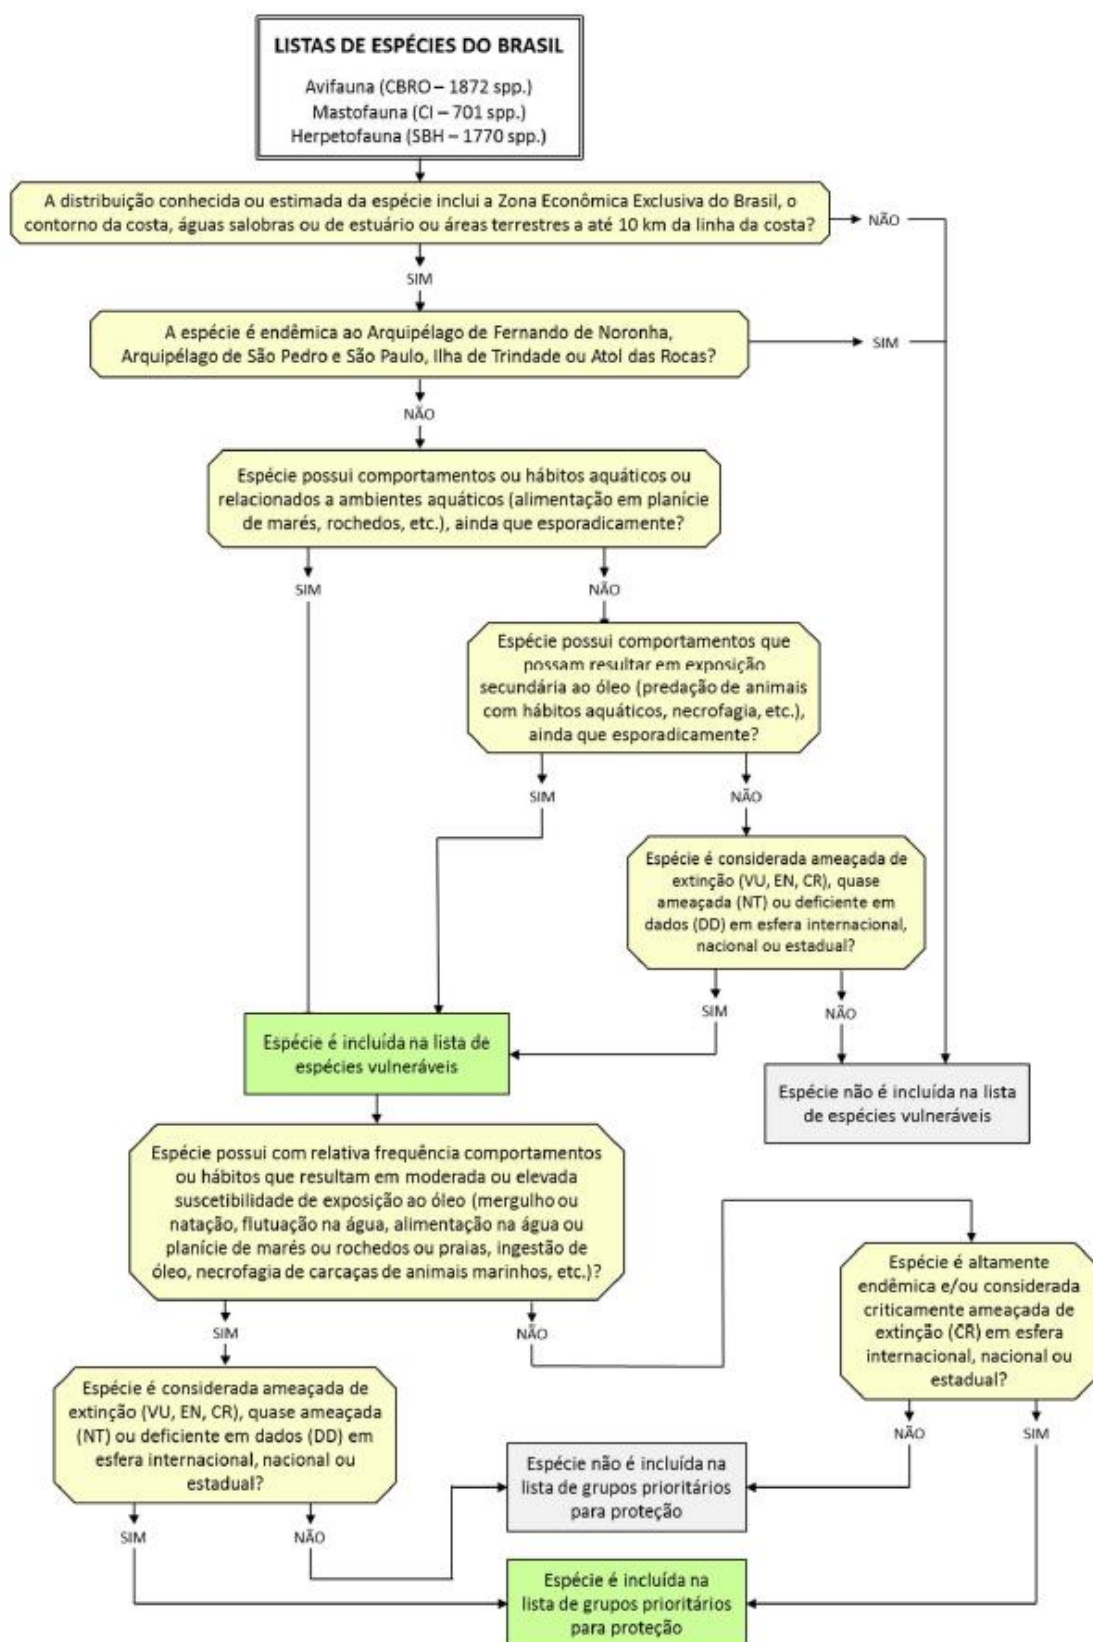 LISTAS DE ESPÉCIES DO BRASIL
Avifauna (CBRO – 1872 spp.)
Mastofauna (CI – 701 spp.)
Herpetofauna (SBH – 1770 spp.)
A distribuição conhecida ou estimada da espécie inclui a Zona Econômica Exclusiva do Brasil, o
contorno da costa, águas salobras ou de estuário ou áreas terrestres a até 10 km da linha da costa?
NÃO
SIM
A espécie é endêmica ao Arquipélago de Fernando de Noronha,
Arquipélago de São Pedro e São Paulo, Ilha de Trindade ou Atol das Rocas?
SIM
NÃO
Espécie possui comportamentos ou hábitos aquáticos ou
relacionados a ambientes aquáticos (alimentação em planície
de marés, rochedos, etc.), ainda que esporadicamente?
SIM
NÃO
Espécie possui comportamentos que
possam resultar em exposição
secundária ao óleo (predação de animais
com hábitos aquáticos, necrofagia, etc.),
ainda que esporadicamente?
SIM
NÃO
Espécie é considerada ameaçada de
extinção (VU, EN, CR), quase
ameaçada (NT) ou deficiente em
dados (DD) em esfera internacional,
nacional ou estadual?
SIM
NÃO
Espécie é incluída na lista de
espécies vulneráveis
Espécie não é incluída na lista
de espécies vulneráveis
Espécie possui com relativa frequência comportamentos
ou hábitos que resultam em moderada ou elevada
suscetibilidade de exposição ao óleo (mergulho ou
natação, flutuação na água, alimentação na água ou
planície de marés ou rochedos ou praias, ingestão de
óleo, necrofagia de carcaças de animais marinhos, etc.)?
SIM
NÃO
Espécie é altamente
endêmica e/ou considerada
criticamente ameaçada de
extinção (CR) em esfera
internacional, nacional ou
estadual?
NÃO
SIM
Espécie é considerada ameaçada de
extinção (VU, EN, CR), quase ameaçada
(NT) ou deficiente em dados (DD) em
esfera internacional, nacional ou
estadual?
SIM
NÃO
Espécie não é incluída na
lista de grupos prioritários
para proteção
Espécie é incluída na
lista de grupos prioritários
para proteção